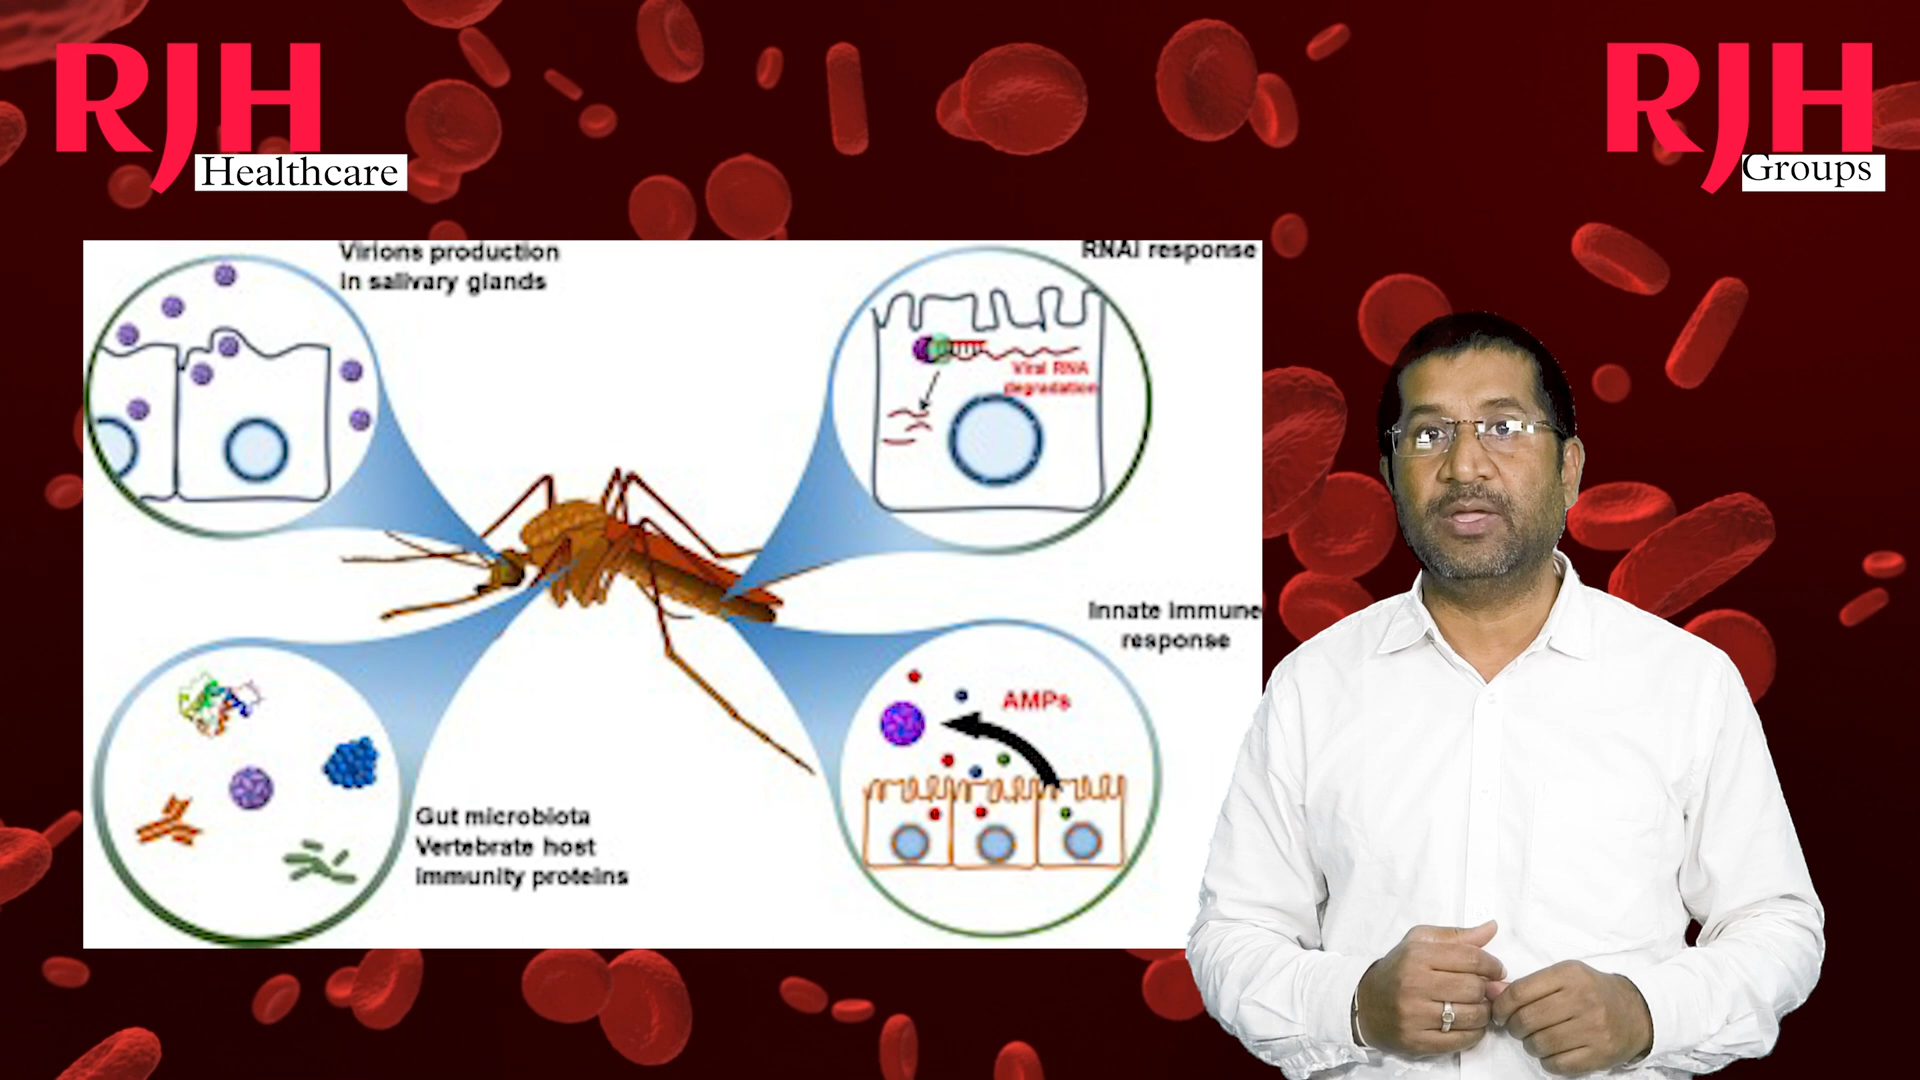 RJH
Healthcare
RJH
Groups
Virions production
in salivary glands
RNAi response
Viral RNA
degradation
Innate immune
response
AMPs
Gut microbiota
Vertebrate host
immunity proteins